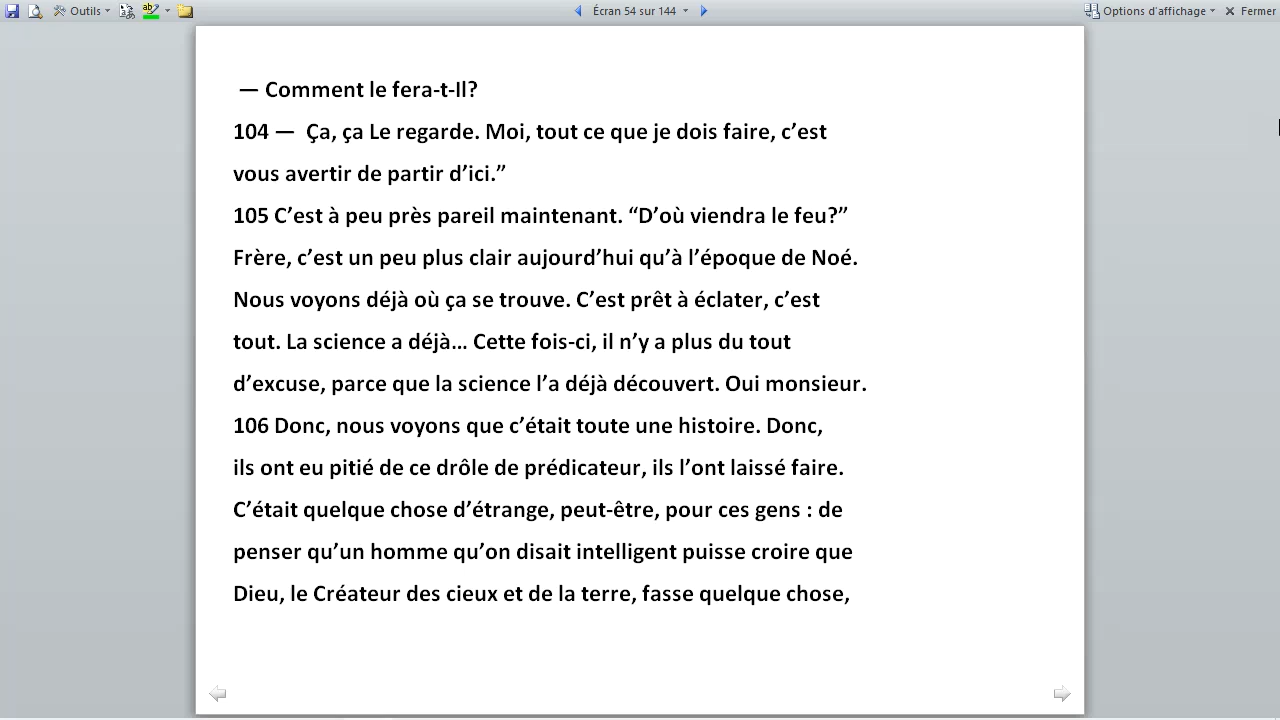 Outils
Écran 54 sur 144
Options d'affichage
Fermer
— Comment le fera-t-Il?
104 — Ça, ça Le regarde. Moi, tout ce que je dois faire, c’est
vous avertir de partir d’ici.”
105 C’est à peu près pareil maintenant. “D’où viendra le feu?”
Frère, c’est un peu plus clair aujourd’hui qu’à l’époque de Noé.
Nous voyons déjà où ça se trouve. C’est prêt à éclater, c’est
tout. La science a déjà… Cette fois-ci, il n’y a plus du tout
d’excuse, parce que la science l’a déjà découvert. Oui monsieur.
106 Donc, nous voyons que c’était toute une histoire. Donc,
ils ont eu pitié de ce drôle de prédicateur, ils l’ont laissé faire.
C’était quelque chose d’étrange, peut-être, pour ces gens : de
penser qu’un homme qu’on disait intelligent puisse croire que
Dieu, le Créateur des cieux et de la terre, fasse quelque chose,